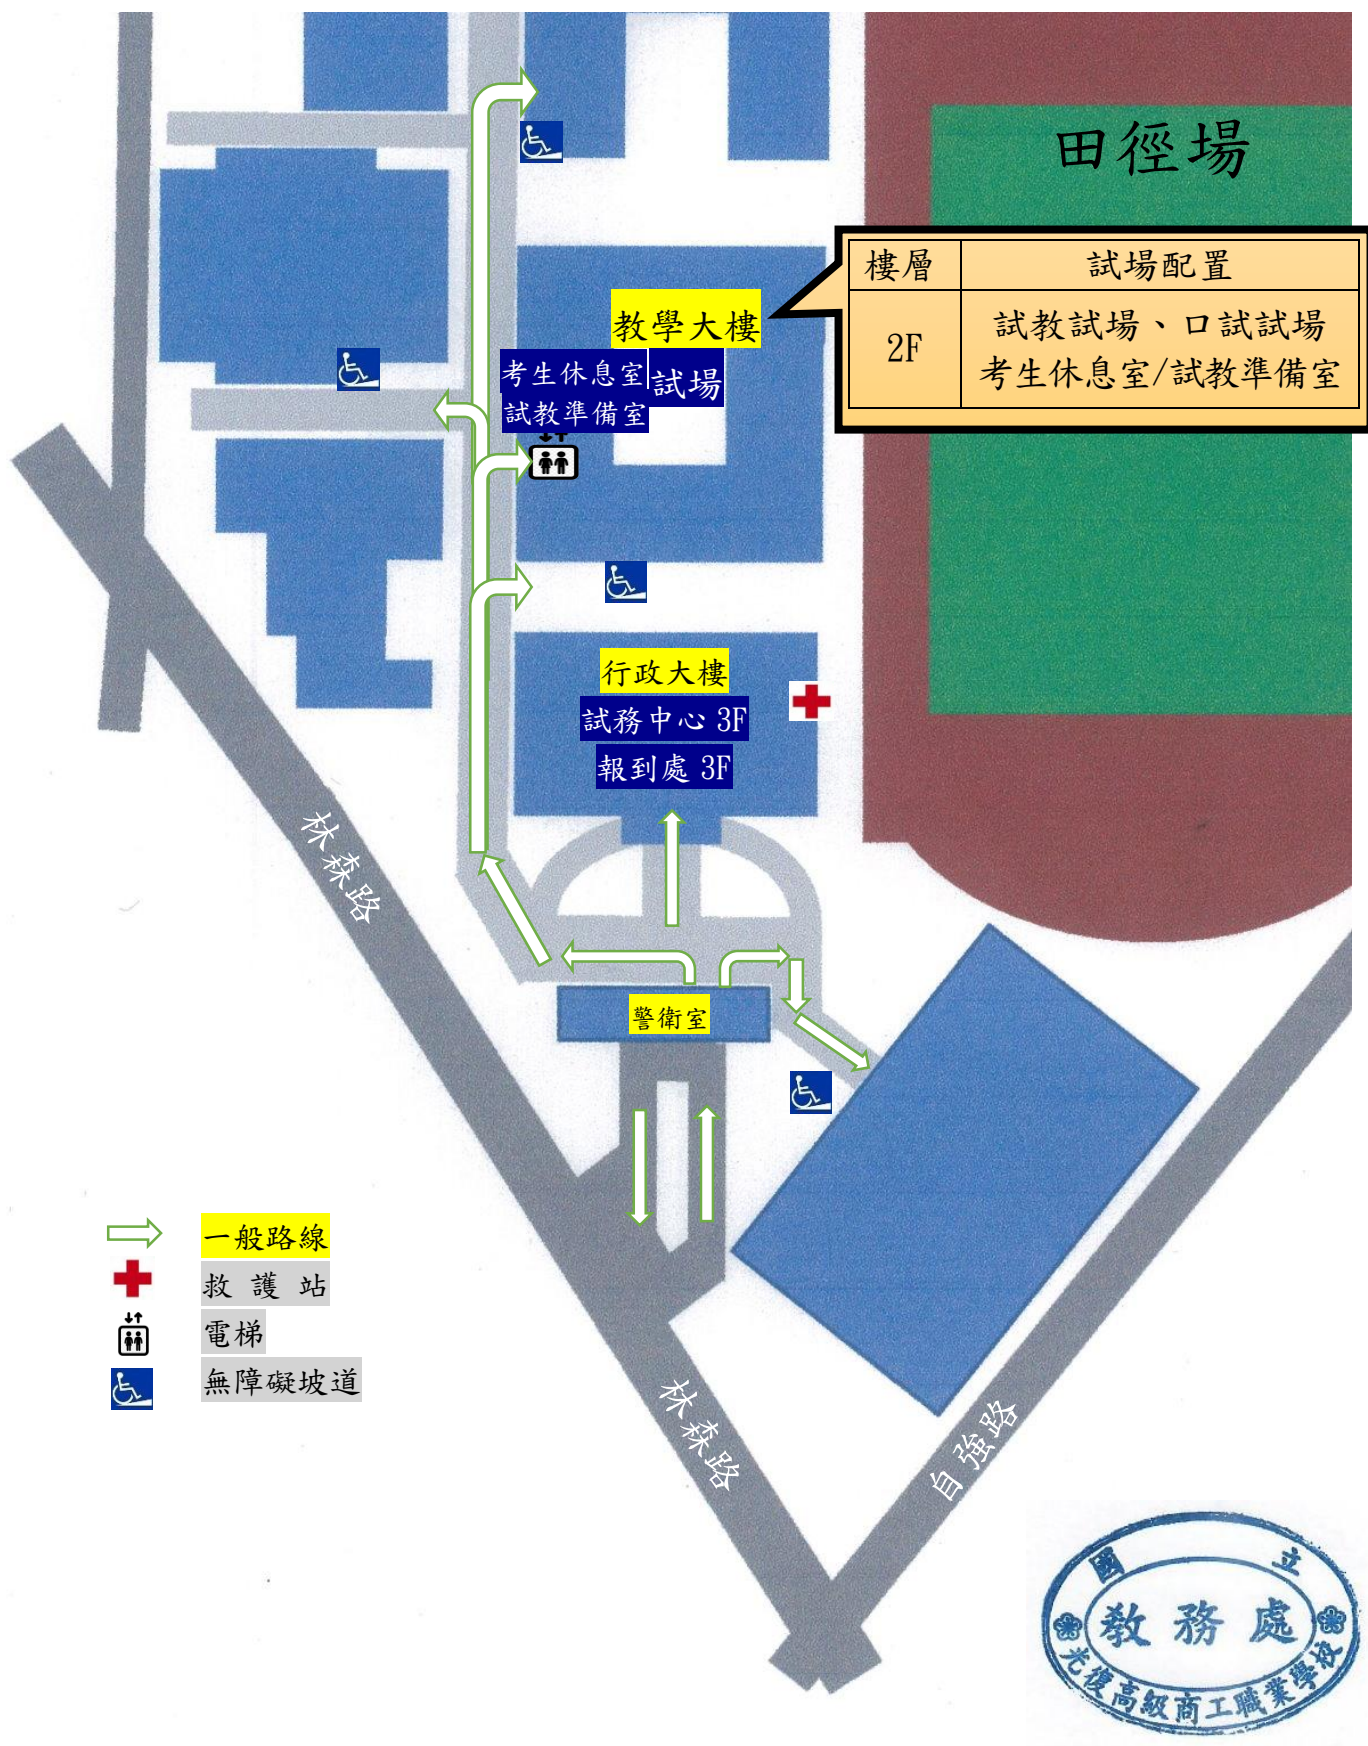 田徑場
樓層 試場配置
2F 試教試場、口試試場
考生休息室/試教準備室
教學大樓
考生休息室
試教準備室
試場
行政大樓
試務中心 3F
報到處 3F
林森路
警衛室
一般路線
救護站
電梯
無障礙坡道
林森路
自強路
國立
教務處
光復高級商工職業學校